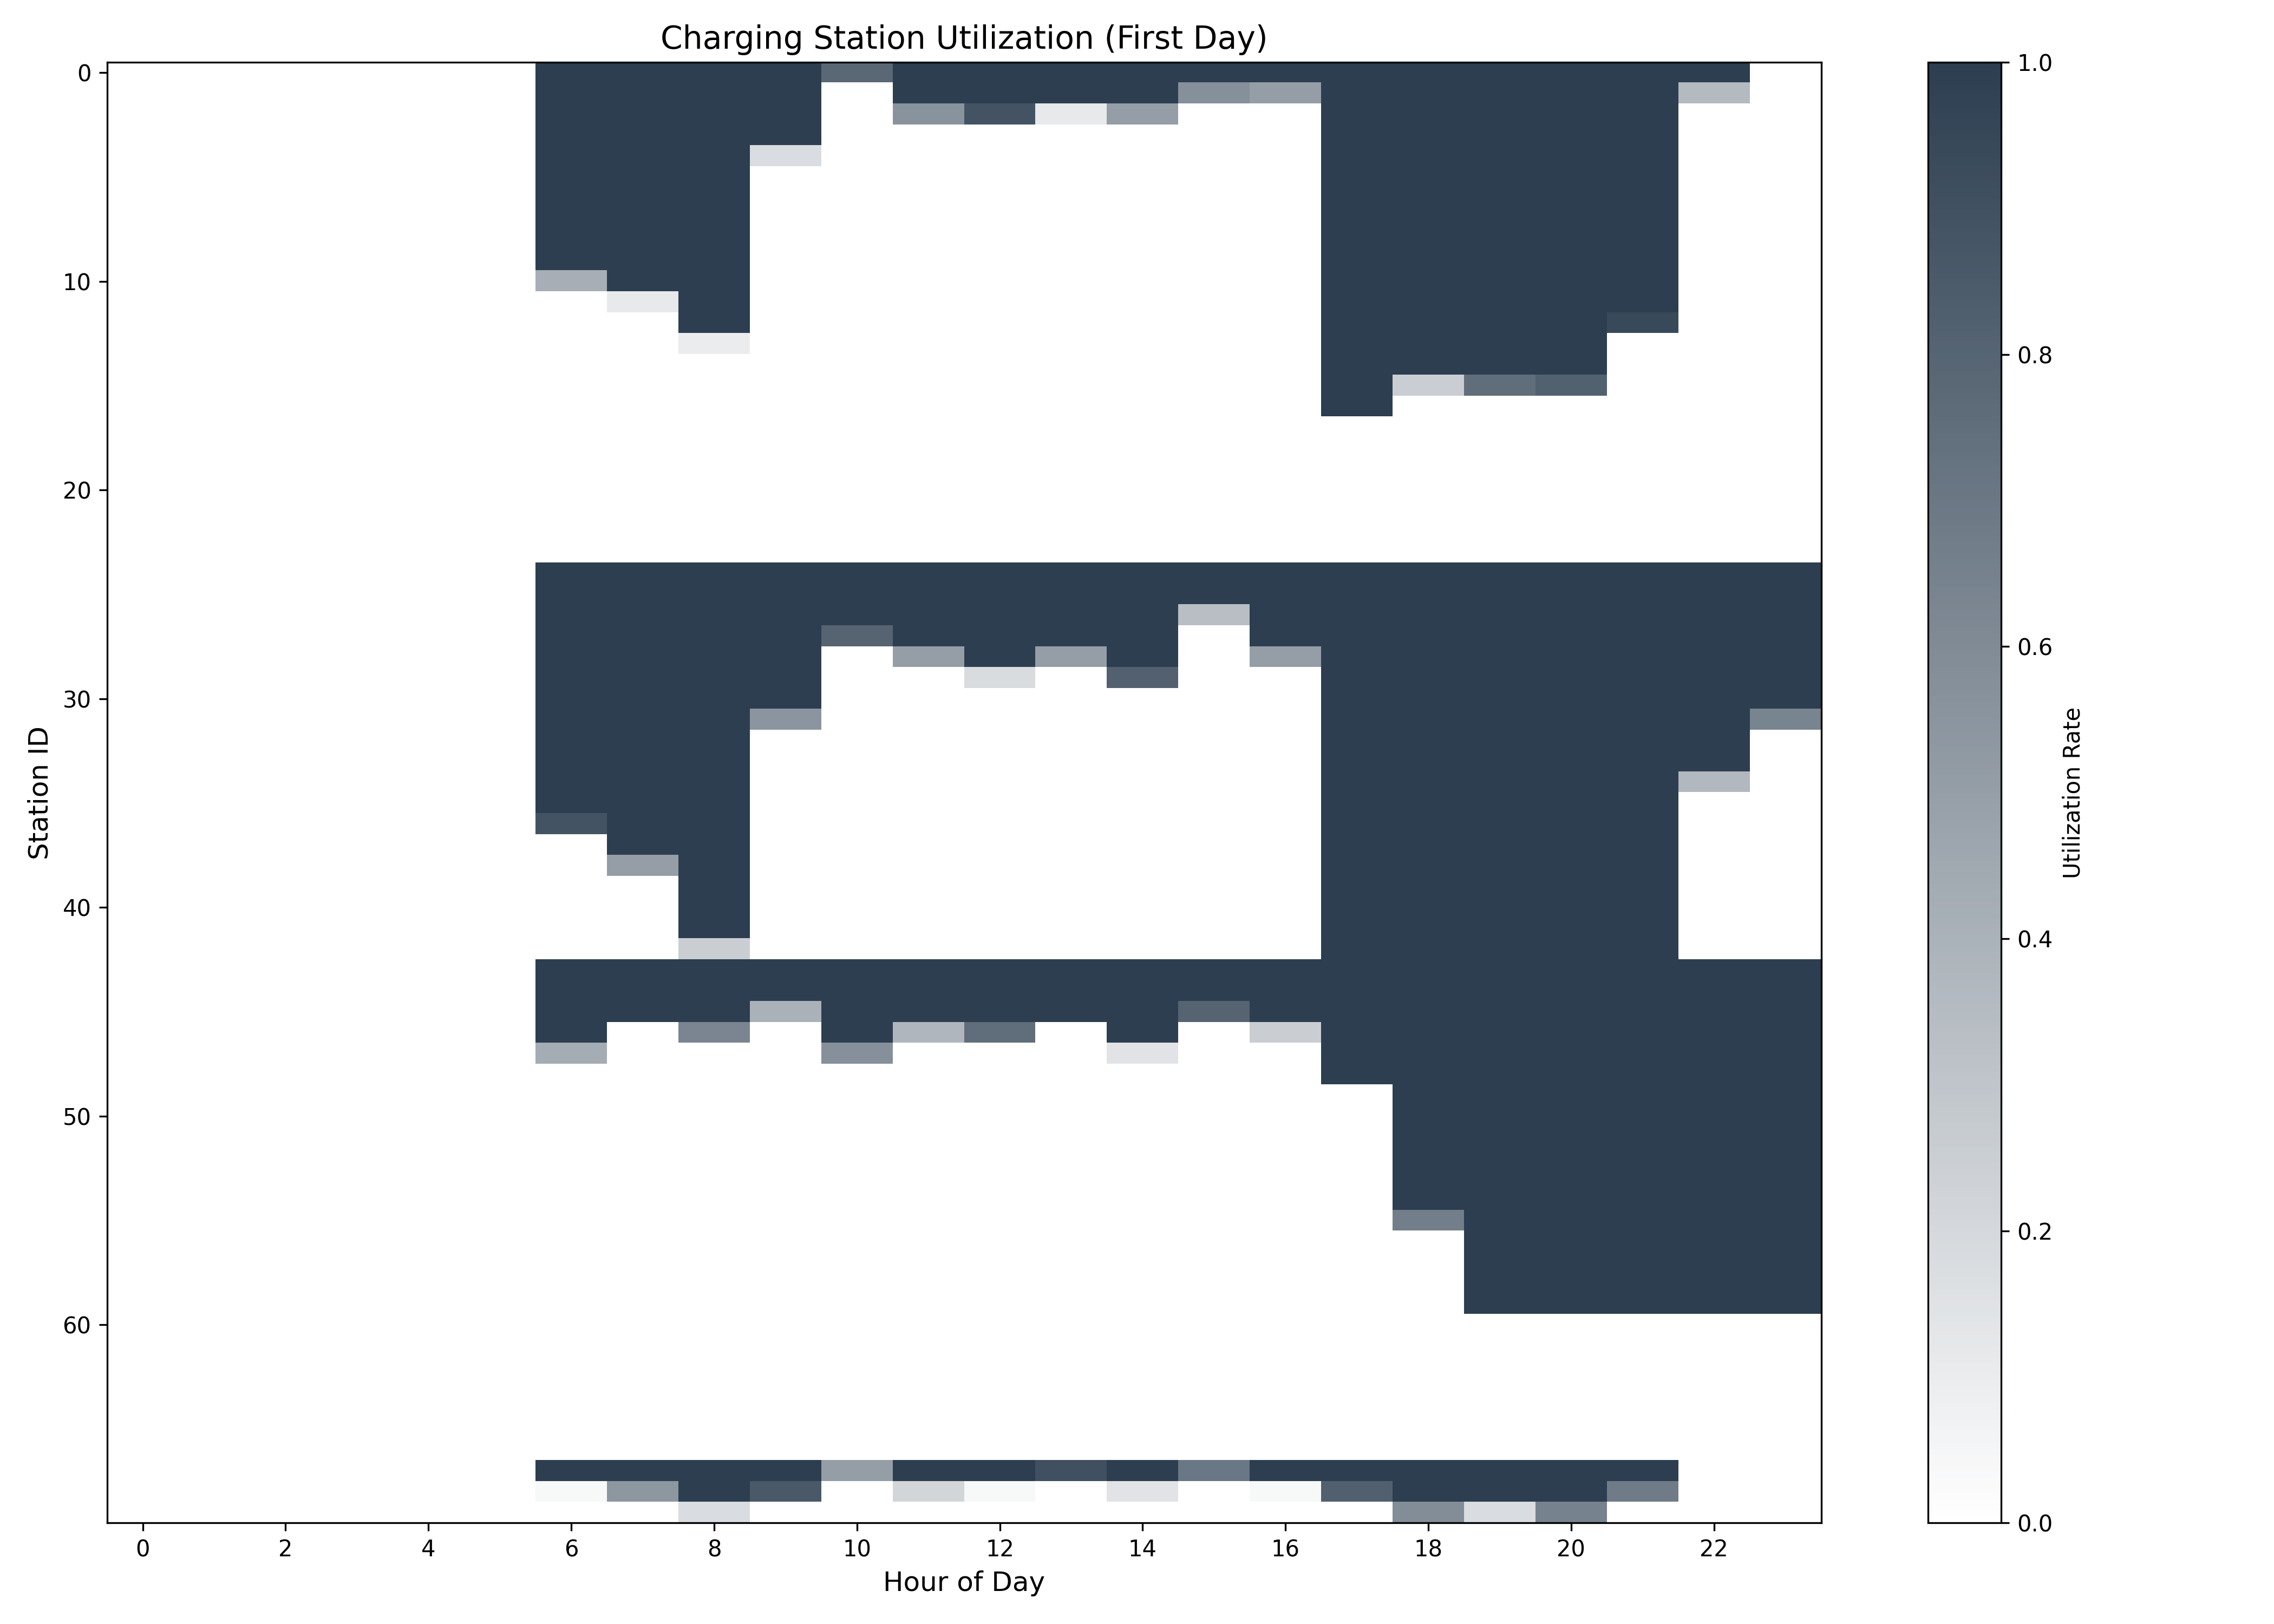 Charging Station Utilization (First Day)
Station ID
0
10
20
30
40
50
60
0 2 4 6 8 10 12 14 16 18 20 22
Hour of Day
1.0
0.8
0.6
0.4
0.2
0.0
Utilization Rate